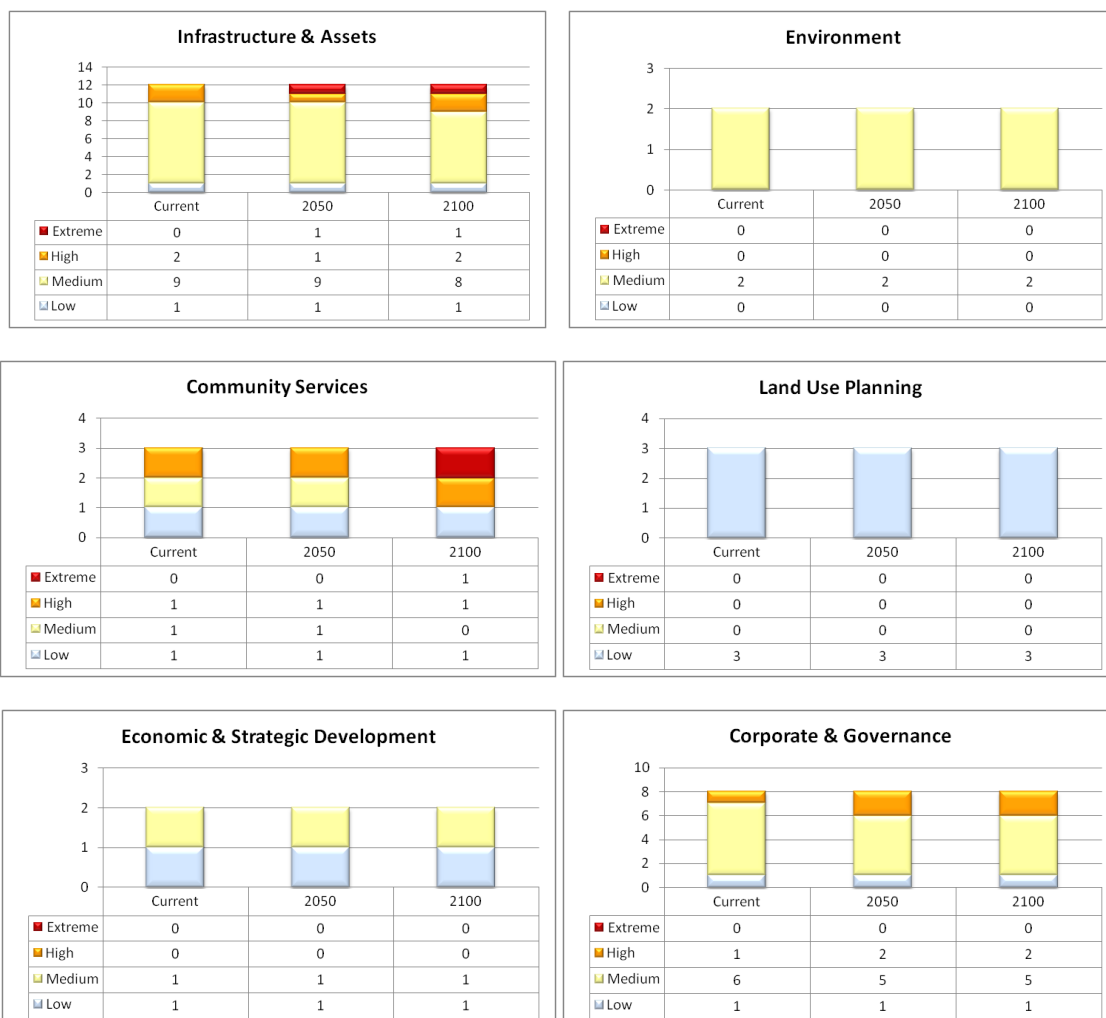 Infrastructure & Assets
14
12
10
8
6
4
2
0
Current 2050 2100
Extreme 0 1 1
High 2 1 2
Medium 9 9 8
Low 1 1 1
Environment
3
2
1
0
Current 2050 2100
Extreme 0 0 0
High 0 0 0
Medium 2 2 2
Low 0 0 0
Community Services
4
3
2
1
0
Current 2050 2100
Extreme 0 0 1
High 1 1 1
Medium 1 1 0
Low 1 1 1
Land Use Planning
4
3
2
1
0
Current 2050 2100
Extreme 0 0 0
High 0 0 0
Medium 0 0 0
Low 3 3 3
Economic & Strategic Development
3
2
1
0
Current 2050 2100
Extreme 0 0 0
High 0 0 0
Medium 1 1 1
Low 1 1 1
Corporate & Governance
10
8
6
4
2
0
Current 2050 2100
Extreme 0 0 0
High 1 2 2
Medium 6 5 5
Low 1 1 1